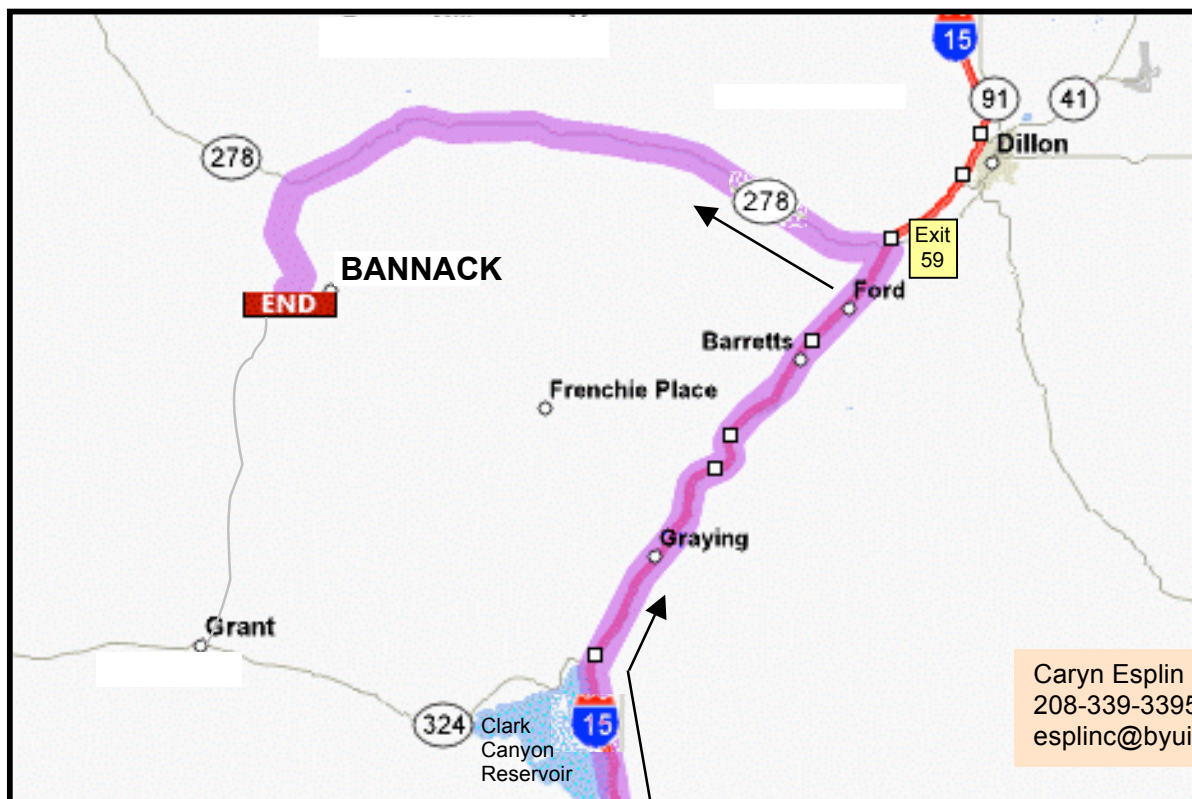 15
91
41
Dillon
278
278
Exit
59
BANNACK
END
Ford
Barretts
Frenchie Place
Graying
Grant
324
Clark
Canyon
Reservoir
15
Caryn Esplin
208-339-3395
esplinc@byui